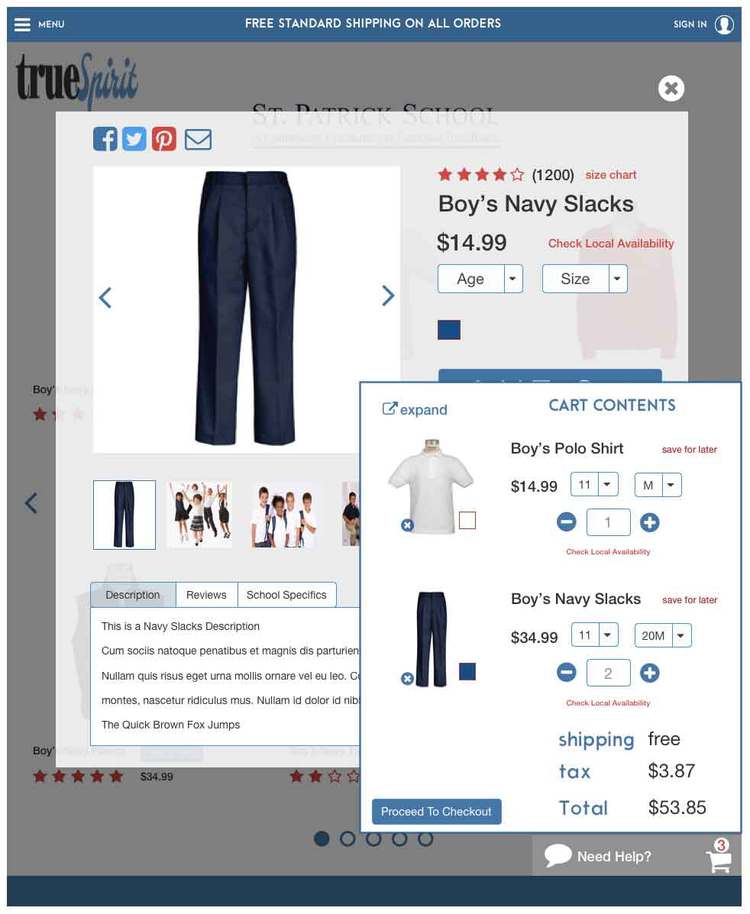 MENU
FREE STANDARD SHIPPING ON ALL ORDERS
SIGN IN
trueSpirit
ST. PATRICK SCHOOL
(1200) size chart
Boy's Navy Slacks
$14.99
Check Local Availability
Age
Size
Boy's
expand
CART CONTENTS
Boy's Polo Shirt
save for later
$14.99
11
M
1
Check Local Availability
Boy's Navy Slacks
save for later
$34.99
11
20M
2
Check Local Availability
shipping free
tax $3.87
Total $53.85
Proceed To Checkout
Description
Reviews
School Specifics
This is a Navy Slacks Description
Cum sociis natoque penatibus et magnis dis parturien
Nullam quis risus eget urna mollis ornare vel eu leo.
montes, nascetur ridiculus mus. Nullam id dolor id nibl
The Quick Brown Fox Jumps
Boy's
$34.99
Need Help?
3